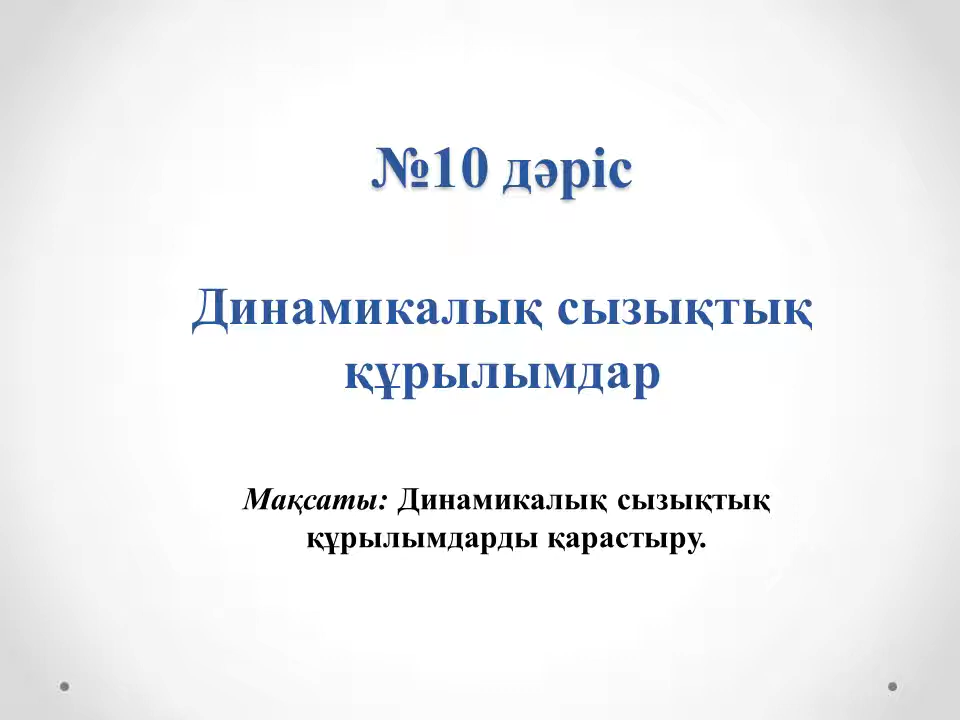 №10 дәріс
Динамикалық сызықтық
құрылымдар
Мақсаты: Динамикалық сызықтық
құрылымдарды қарастыру.